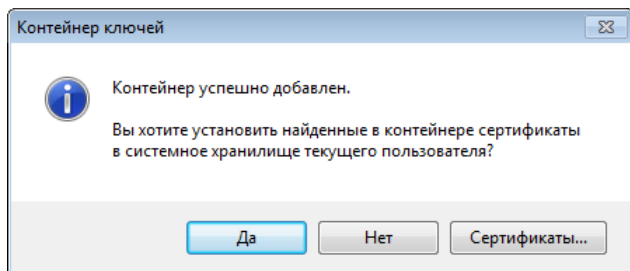 Контейнер ключей
Контейнер успешно добавлен.
Вы хотите установить найденные в контейнере сертификаты
в системное хранилище текущего пользователя?
Да
Нет
Сертификаты...